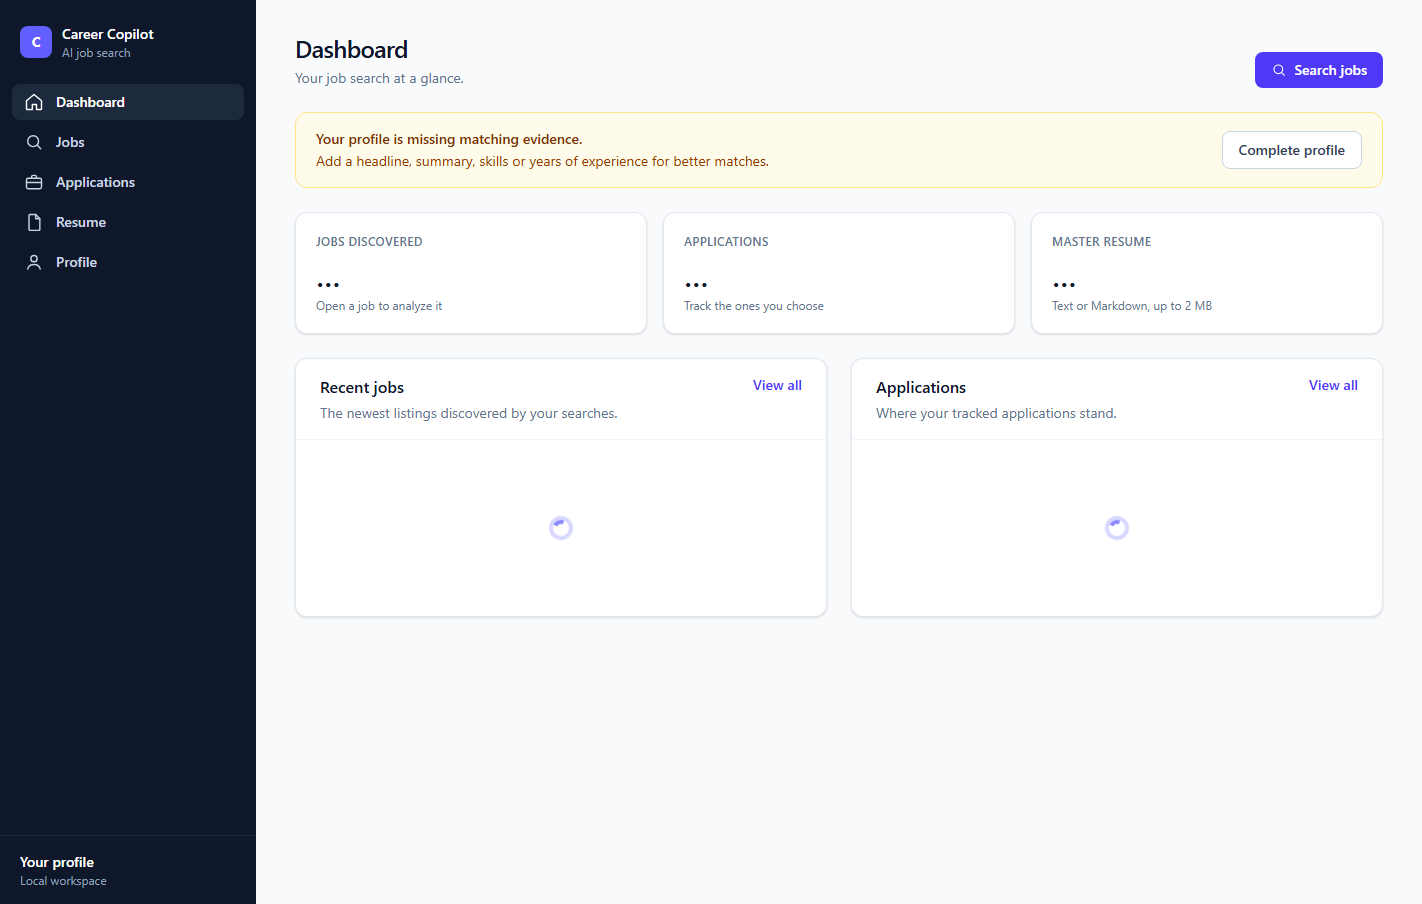 C
Career Copilot
AI job search
Dashboard
Jobs
Applications
Resume
Profile
Your profile
Local workspace
Dashboard
Your job search at a glance.
Search jobs
Your profile is missing matching evidence.
Add a headline, summary, skills or years of experience for better matches.
Complete profile
JOBS DISCOVERED
...
Open a job to analyze it
APPLICATIONS
...
Track the ones you choose
MASTER RESUME
...
Text or Markdown, up to 2 MB
Recent jobs
View all
The newest listings discovered by your searches.
Applications
View all
Where your tracked applications stand.